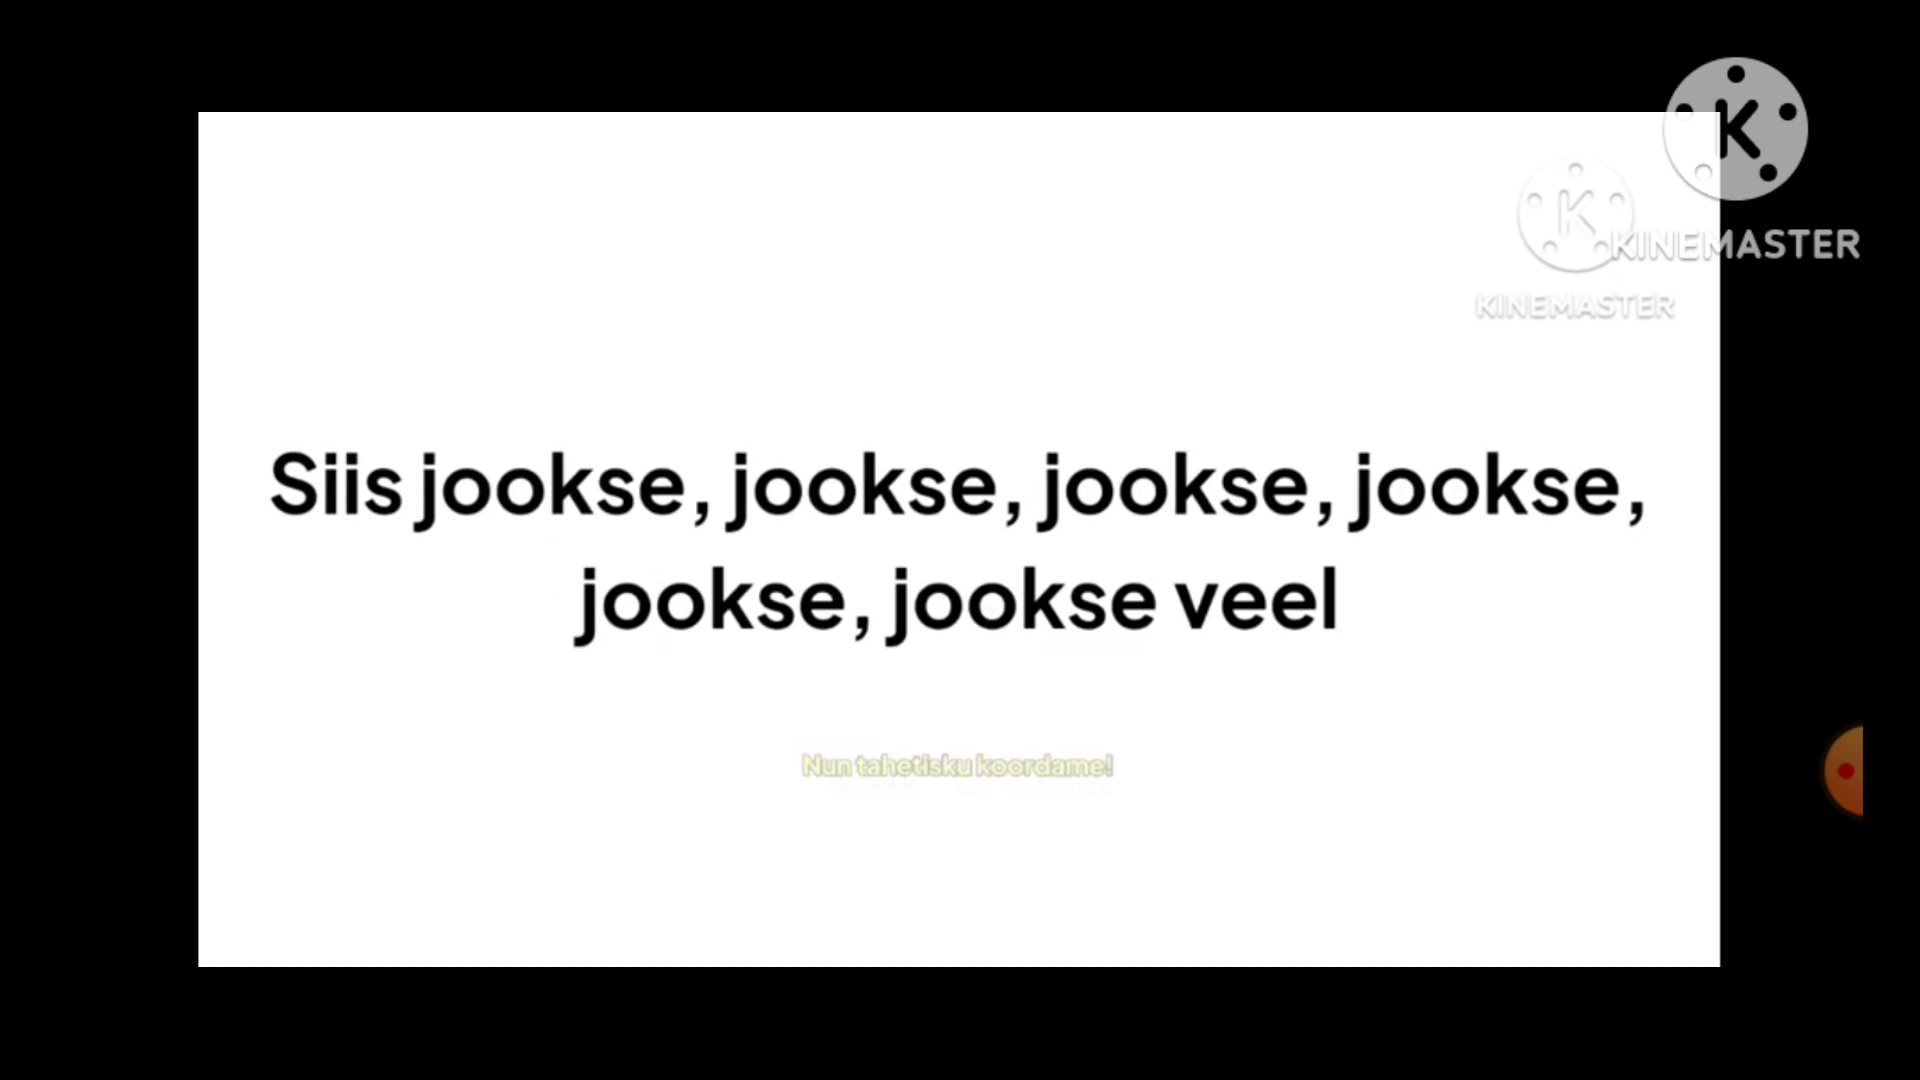 K
KINEMASTER
K
KINEMASTER
Siis jookse, jookse, jookse, jookse,
jookse, jookse veel
Nun tahetisku koordame!